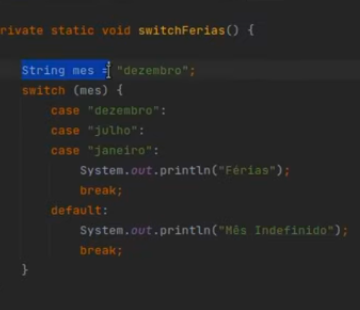 rivate static void switchFerias() {
String mes = "dezembro";
switch (mes) {
case "dezembro":
case "julho":
case "janeiro":
System.out.println("Férias");
break;
default:
System.out.println("Mês Indefinido");
break;
}